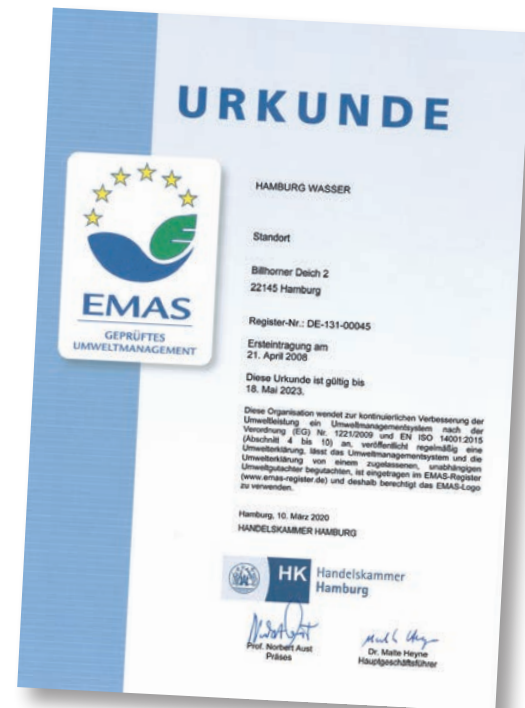 URKUNDE
EMAS
GEPRÜFTES
UMWELTMANAGEMENT
HAMBURG WASSER
Standort
Billhorner Deich 2
22145 Hamburg
Register-Nr.: DE-131-00045
Ersteintragung am
21. April 2008
Diese Urkunde ist gültig bis
18. Mai 2023.
Diese Organisation wendet zur kontinuierlichen Verbesserung der
Umweltleistung ein Umweltmanagementsystem nach der
Verordnung (EG) Nr. 1221/2009 und EN ISO 14001:2015
(Abschnitt 4 bis 10) an, veröffentlicht regelmäßig eine
Umwelterklärung, lässt das Umweltmanagementsystem und die
Umwelterklärung von einem zugelassenen, unabhängigen
Umweltgutachter begutachten, ist eingetragen im EMAS-Register
(www.emas-register.de) und deshalb berechtigt das EMAS-Logo
zu verwenden.
Hamburg, 10. März 2020
HANDELSKAMMER HAMBURG
HK Handelskammer
Hamburg
Prof. Norbert Aust
Präses
Dr. Malte Heyne
Hauptgeschäftsführer